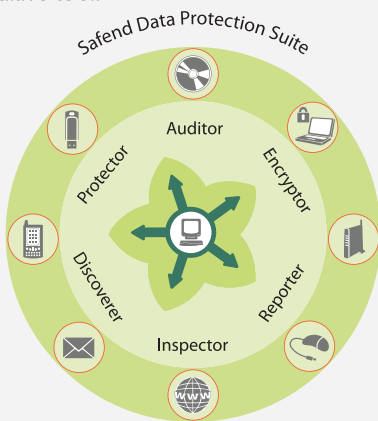 Safend Data Protection Suite
Auditor
Encryptor
Reporter
Inspector
Discoverer
Protector
www